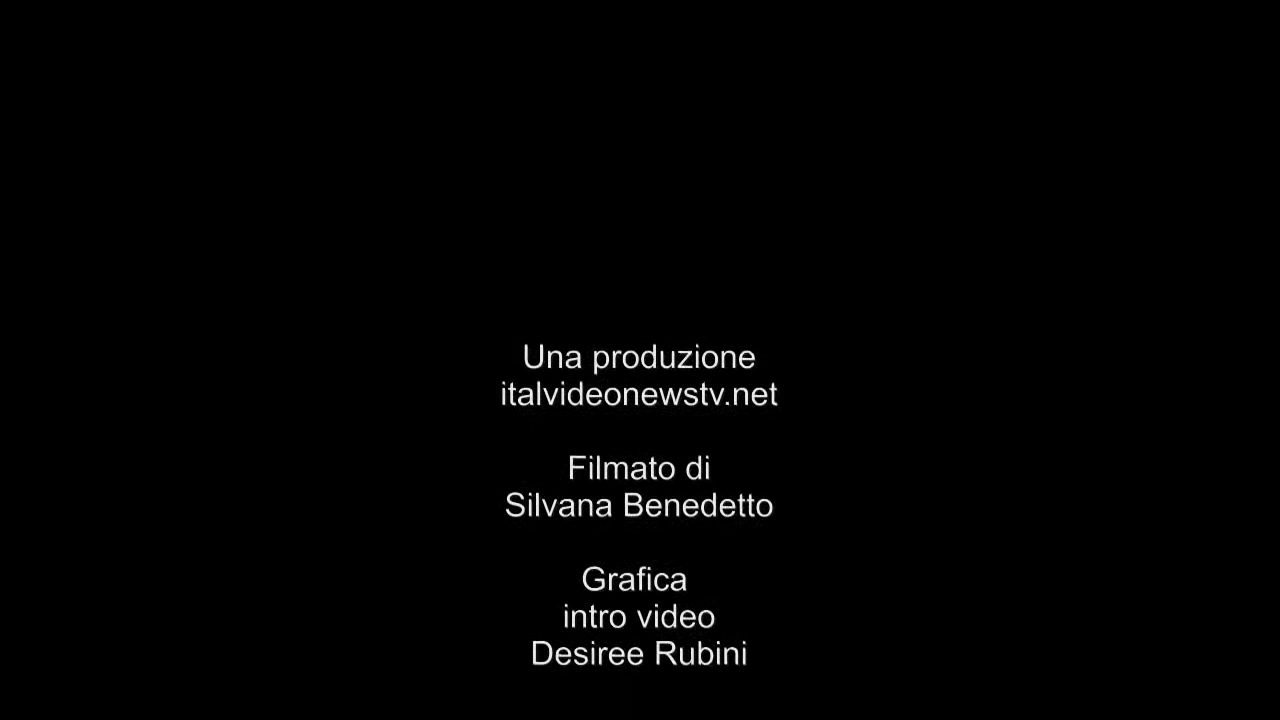 Una produzione
italvideonewstv.net
Filmato di
Silvana Benedetto
Grafica
intro video
Desiree Rubini